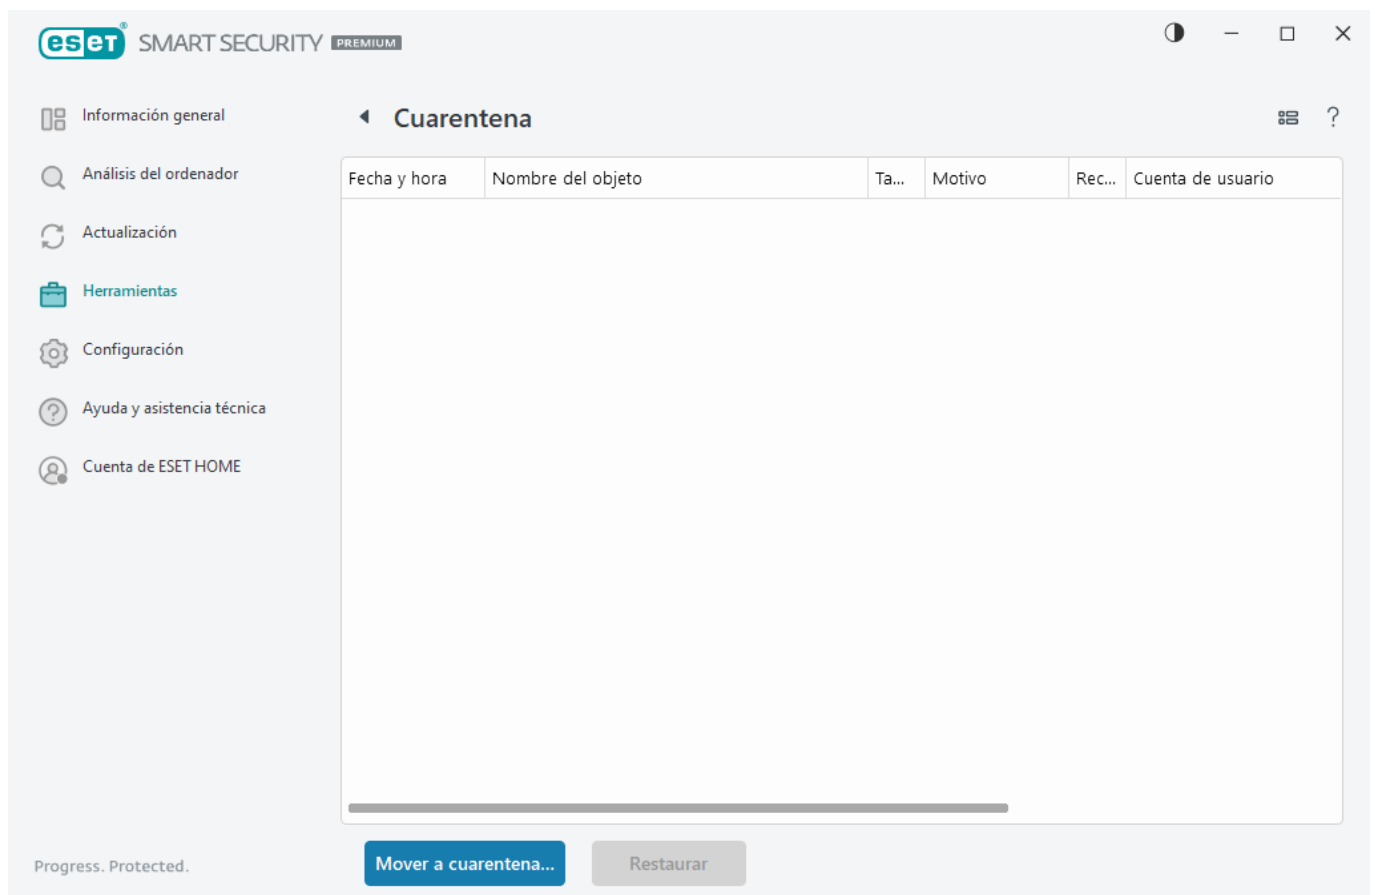 eset® SMART SECURITY PREMIUM
Información general
Análisis del ordenador
Actualización
Herramientas
Configuración
Ayuda y asistencia técnica
Cuenta de ESET HOME
Progress. Protected.
Cuarentena
?
Fecha y hora Nombre del objeto Ta... Motivo Rec... Cuenta de usuario
Mover a cuarentena... Restaurar